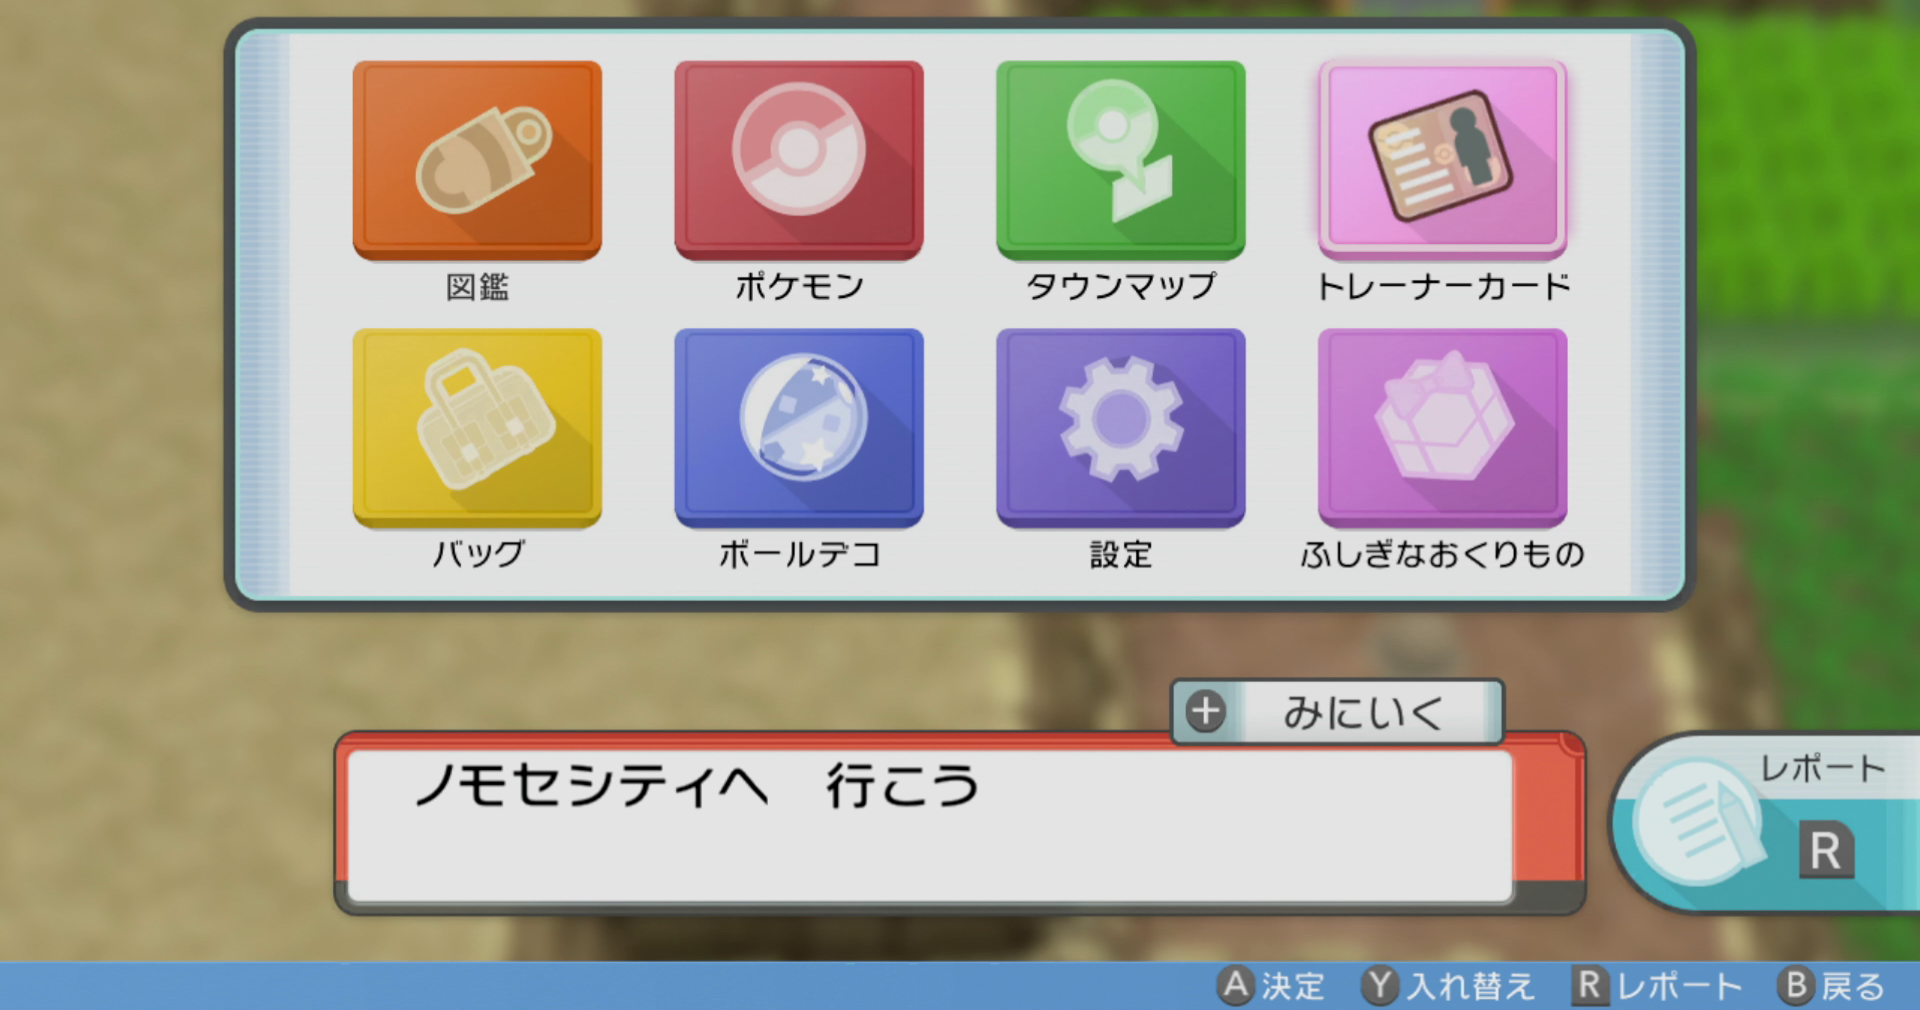 図鑑
ポケモン
タウンマップ
トレーナーカード
バッグ
ボールデコ
設定
ふしぎなおくりもの
+ みにいく
ノモセシティへ 行こう
レポート
R
A 決定 Y 入れ替え R レポート B 戻る